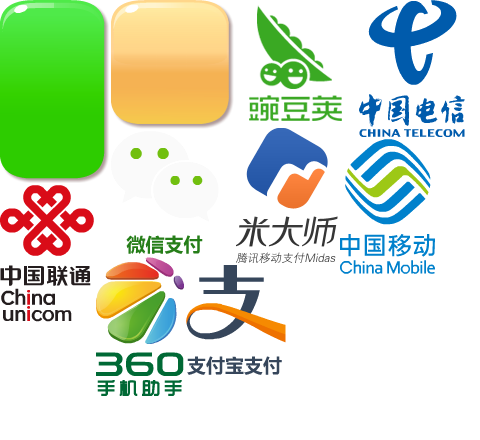 豌豆荚
中国电信
CHINA TELECOM
微信支付
米大师
腾讯移动支付Midas
中国移动
China Mobile
中国联通
China
unicom
支
360
手机助手
支付宝支付